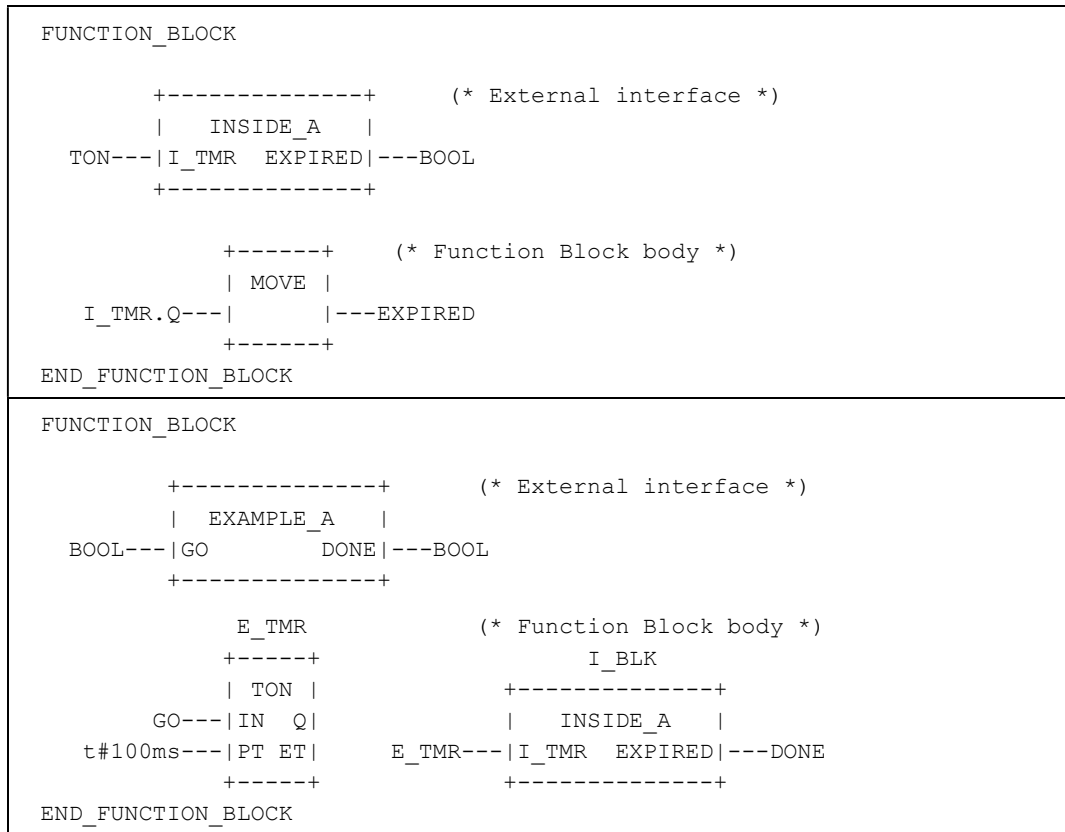 FUNCTION_BLOCK
+--------------+ (* External interface *)
| INSIDE_A |
TON---|I_TMR EXPIRED|---BOOL
+--------------+
+------+ (* Function Block body *)
| MOVE |
I_TMR.Q---| |---EXPIRED
+------+
END_FUNCTION_BLOCK
FUNCTION_BLOCK
+--------------+ (* External interface *)
| EXAMPLE_A |
BOOL---|GO DONE|---BOOL
+--------------+
E_TMR (* Function Block body *)
+-----+ I_BLK
| TON | +--------------+
GO---|IN Q| | INSIDE_A |
t#100ms---|PT ET| E_TMR---|I_TMR EXPIRED|---DONE
+-----+ +--------------+
END_FUNCTION_BLOCK